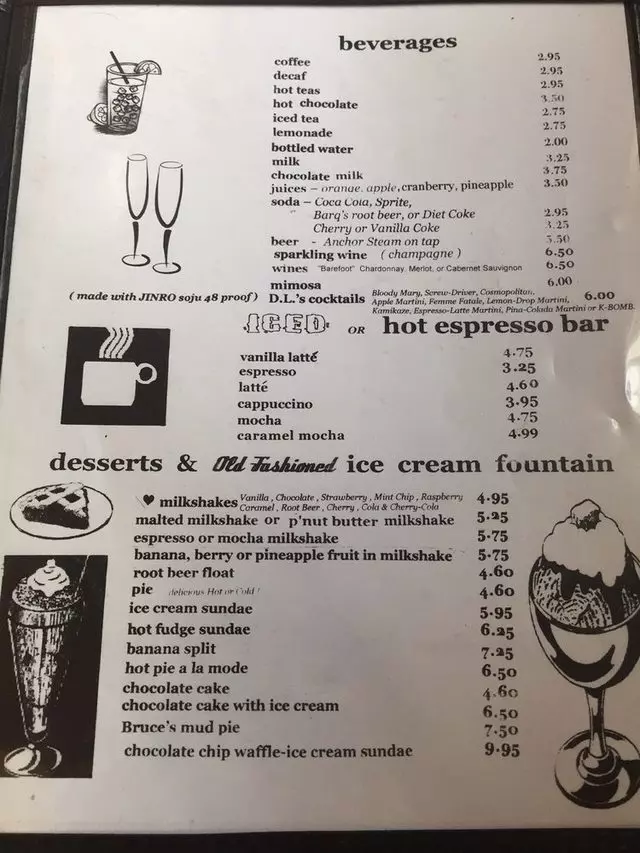 beverages
coffee 2.95
decaf 2.95
hot teas 2.95
hot chocolate 3.50
iced tea 2.75
lemonade 2.75
bottled water 2.00
milk 3.25
chocolate milk 3.75
juices – orange, apple, cranberry, pineapple 3.50
soda – Coca Cola, Sprite,
Barq's root beer, or Diet Coke 2.95
Cherry or Vanilla Coke 3.25
beer - Anchor Steam on tap 5.50
sparkling wine ( champagne ) 6.50
wines "Barefoot" Chardonnay, Merlot, or Cabernet Sauvignon 6.50
mimosa 6.00
( made with JINRO soju 48 proof) D.L.'s cocktails Bloody Mary, Screw-Driver, Cosmopolitan, 6.00
Apple Martini, Femme Fatale, Lemon-Drop Martini,
Kamikaze, Espresso-Latte Martini, Pina-Colada Martini or K-BOMB.
ICED OR hot espresso bar
vanilla latté 4.75
espresso 3.25
latté 4.60
cappuccino 3.95
mocha 4.75
caramel mocha 4.99
desserts & Old Fashioned ice cream fountain
♥ milkshakes Vanilla , Chocolate , Strawberry , Mint Chip , Raspberry 4.95
Caramel , Root Beer , Cherry , Cola & Cherry-Cola
malted milkshake or p'nut butter milkshake 5.25
espresso or mocha milkshake 5.75
banana, berry or pineapple fruit in milkshake 5.75
root beer float 4.60
pie delicious Hot or Cold ! 4.60
ice cream sundae 5.95
hot fudge sundae 6.25
banana split 7.25
hot pie a la mode 6.50
chocolate cake 4.60
chocolate cake with ice cream 6.50
Bruce's mud pie 7.50
chocolate chip waffle-ice cream sundae 9.95